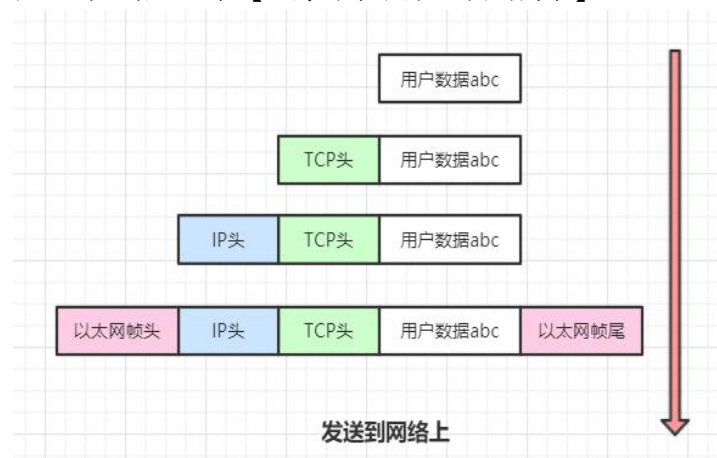 用户数据abc
TCP头 用户数据abc
IP头 TCP头 用户数据abc
以太网帧头 IP头 TCP头 用户数据abc 以太网帧尾
发送到网络上